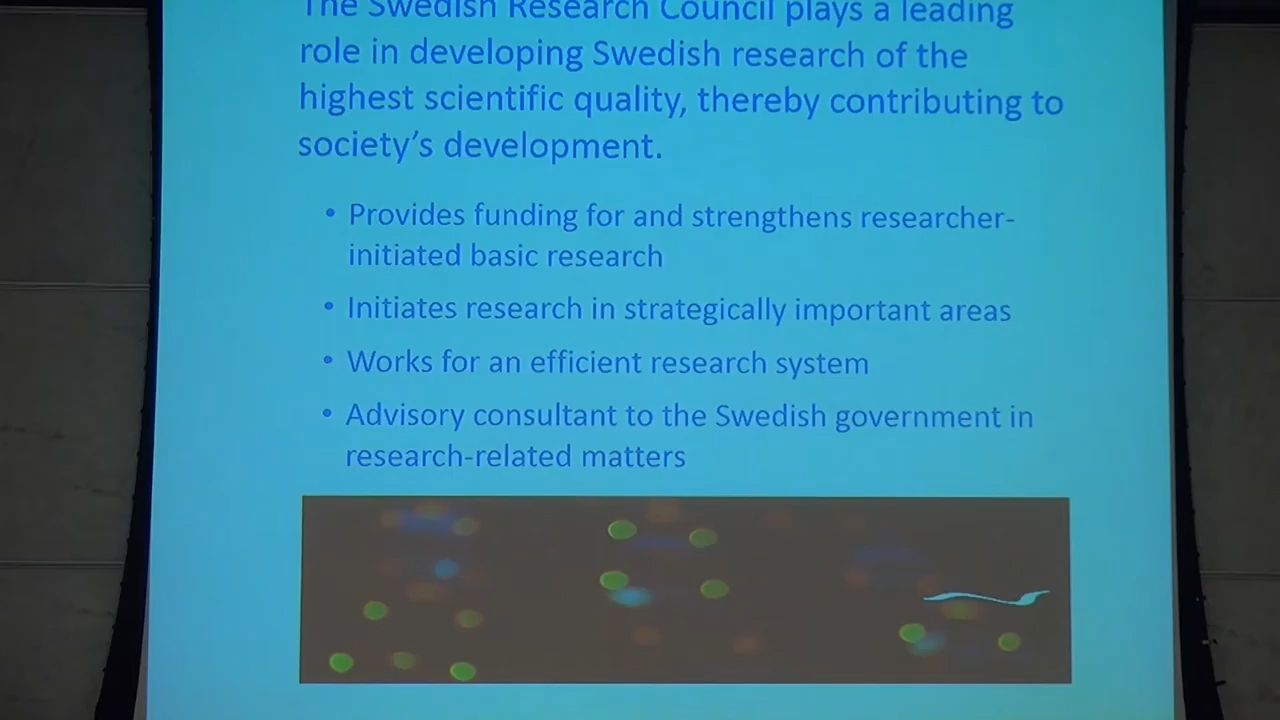 The Swedish Research Council plays a leading
role in developing Swedish research of the
highest scientific quality, thereby contributing to
society's development.
• Provides funding for and strengthens researcher-
initiated basic research
• Initiates research in strategically important areas
• Works for an efficient research system
• Advisory consultant to the Swedish government in
research-related matters